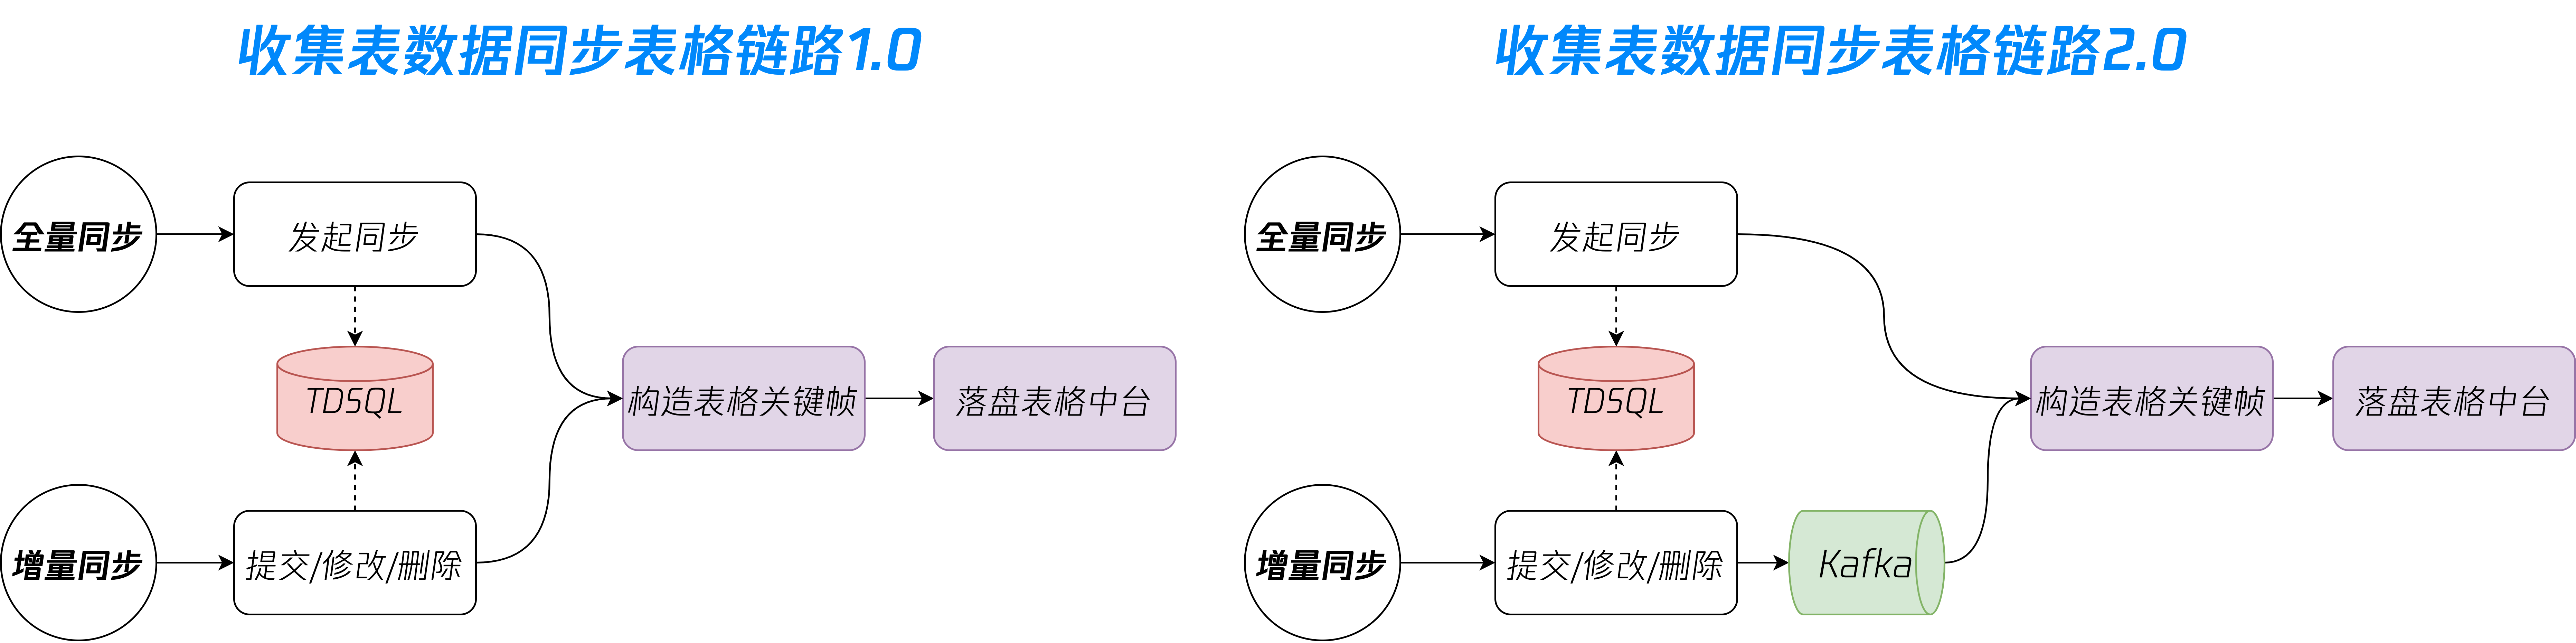 收集表数据同步表格链路1.0
全量同步
发起同步
TDSQL
构造表格关键帧
落盘表格中台
增量同步
提交/修改/删除
收集表数据同步表格链路2.0
全量同步
发起同步
TDSQL
构造表格关键帧
落盘表格中台
增量同步
提交/修改/删除
Kafka